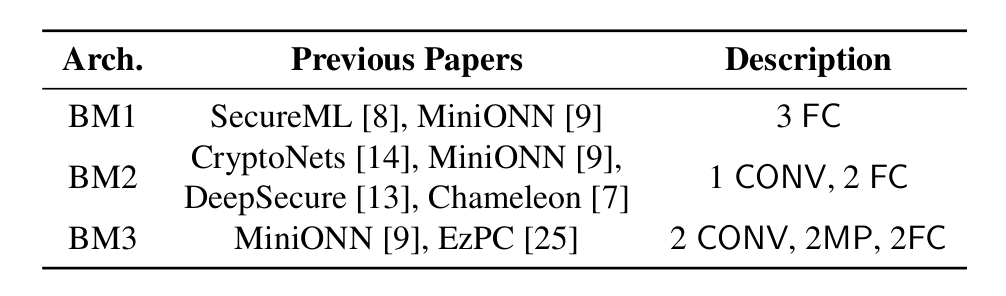 Arch. Previous Papers Description
BM1 SecureML [8], MiniONN [9] 3 FC
CryptoNets [14], MiniONN [9],
BM2 1 CONV, 2 FC
DeepSecure [13], Chameleon [7]
BM3 MiniONN [9], EzPC [25] 2 CONV, 2MP, 2FC